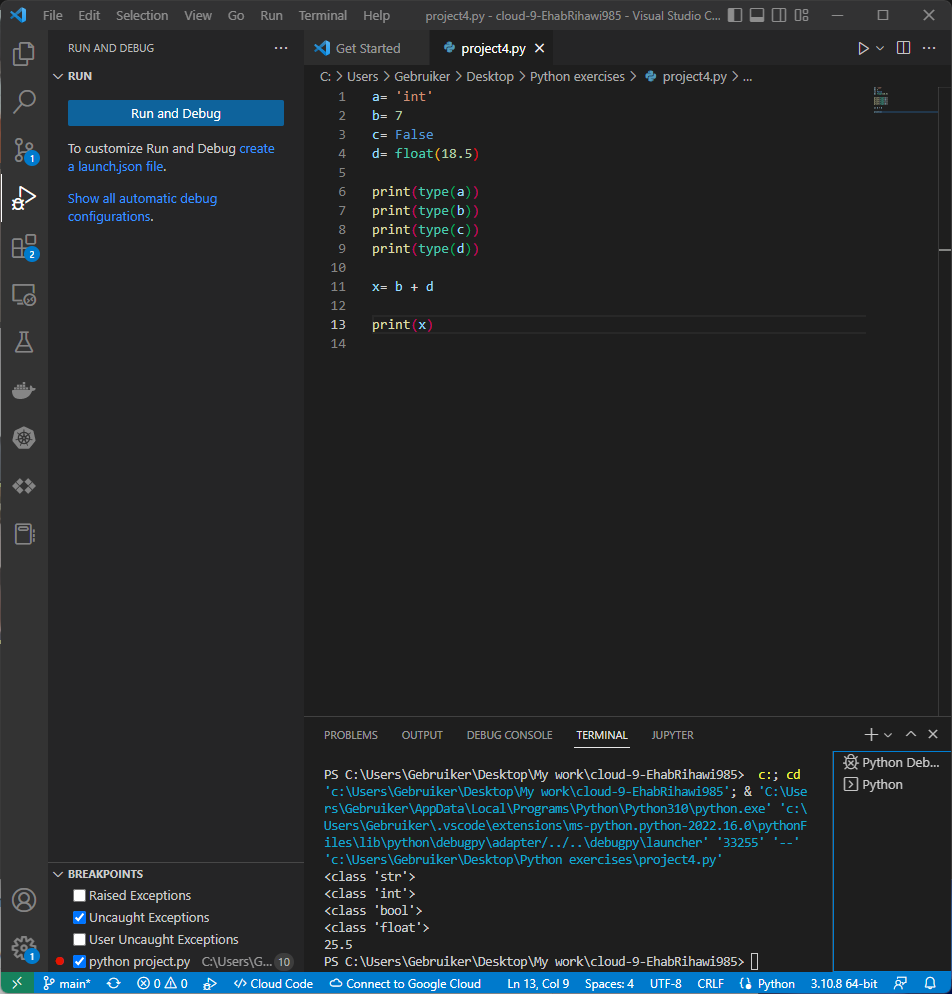 File Edit Selection View Go Run Terminal Help project4.py - cloud-9-EhabRihawi985 - Visual Studio C...
RUN AND DEBUG ...
RUN
Run and Debug
To customize Run and Debug create
a launch.json file.
Show all automatic debug
configurations.
1
2
2
Get Started project4.py
C: > Users > Gebruiker > Desktop > Python exercises > project4.py > ...
1 a= 'int'
2 b= 7
3 c= False
4 d= float(18.5)
5
6 print(type(a))
7 print(type(b))
8 print(type(c))
9 print(type(d))
10
11 x= b + d
12
13 print(x)
14
PROBLEMS OUTPUT DEBUG CONSOLE TERMINAL JUPYTER
PS C:\Users\Gebruiker\Desktop\My work\cloud-9-EhabRihawi985> c:; cd
'c:\Users\Gebruiker\Desktop\My work\cloud-9-EhabRihawi985'; & 'C:\Use
rs\Gebruiker\AppData\Local\Programs\Python\Python310\python.exe' 'c:\
Users\Gebruiker\.vscode\extensions\ms-python.python-2022.16.0\pythonF
iles\lib\python\debugpy\adapter/../..\debugpy\launcher' '33255' '--'
'c:\Users\Gebruiker\Desktop\Python exercises\project4.py'
<class 'str'>
<class 'int'>
<class 'bool'>
<class 'float'>
25.5
PS C:\Users\Gebruiker\Desktop\My work\cloud-9-EhabRihawi985>
Python Deb...
Python
BREAKPOINTS
Raised Exceptions
Uncaught Exceptions
User Uncaught Exceptions
python project.py C:\Users\G... 10
1
main* 0 0 Cloud Code Connect to Google Cloud Ln 13, Col 9 Spaces: 4 UTF-8 CRLF Python 3.10.8 64-bit